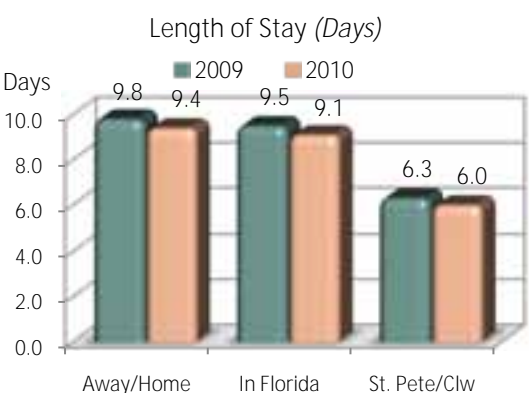 Length of Stay (Days)
2009 2010
Days
9.8 9.4 9.5 9.1 6.3 6.0
10.0
8.0
6.0
4.0
2.0
0.0
Away/Home In Florida St. Pete/Clw